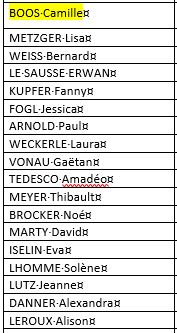 BOOS·Camille¤
METZGER·Lisa¤
WEISS·Bernard¤
LE·SAUSSE·ERWAN¤
KUPFER·Fanny¤
FOGL·Jessica¤
ARNOLD·Paul¤
WECKERLE·Laura¤
VONAU·Gaëtan¤
TEDESCO·Amadéo¤
MEYER·Thibault¤
BROCKER·Noé¤
MARTY·David¤
ISELIN·Eva¤
LHOMME·Solène¤
LUTZ·Jeanne¤
DANNER·Alexandra¤
LEROUX·Alison¤